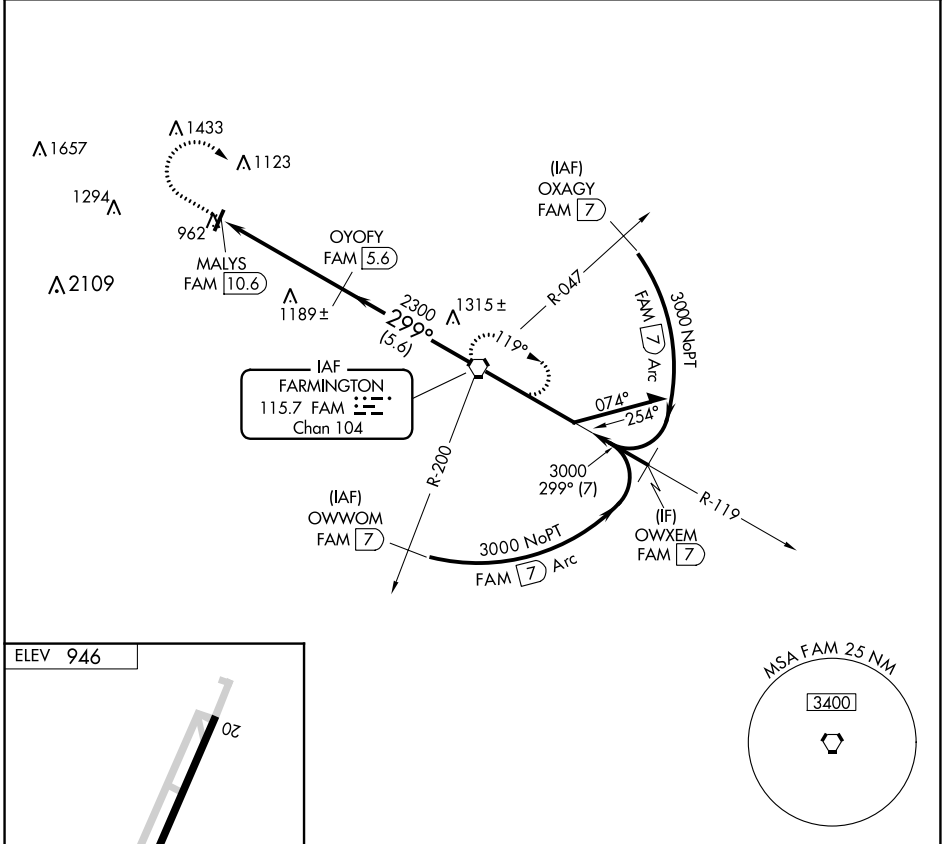 1433
1657
1123
(IAF)
OXAGY
FAM 7
1294
962
OYOFY
FAM 5.6
MALYS
FAM 10.6
R-047
2109
1189 ±
2300
299°
(5.6)
1315 ±
119°
3000 NoPT
FAM 7 Arc
IAF
FARMINGTON
115.7 FAM
Chan 104
074°
254°
R-200
3000
299° (7)
R-119
(IAF)
OWWOM
FAM 7
(IF)
OWXEM
FAM 7
3000 NoPT
FAM 7 Arc
ELEV 946
20
MSA FAM 25 NM
3400